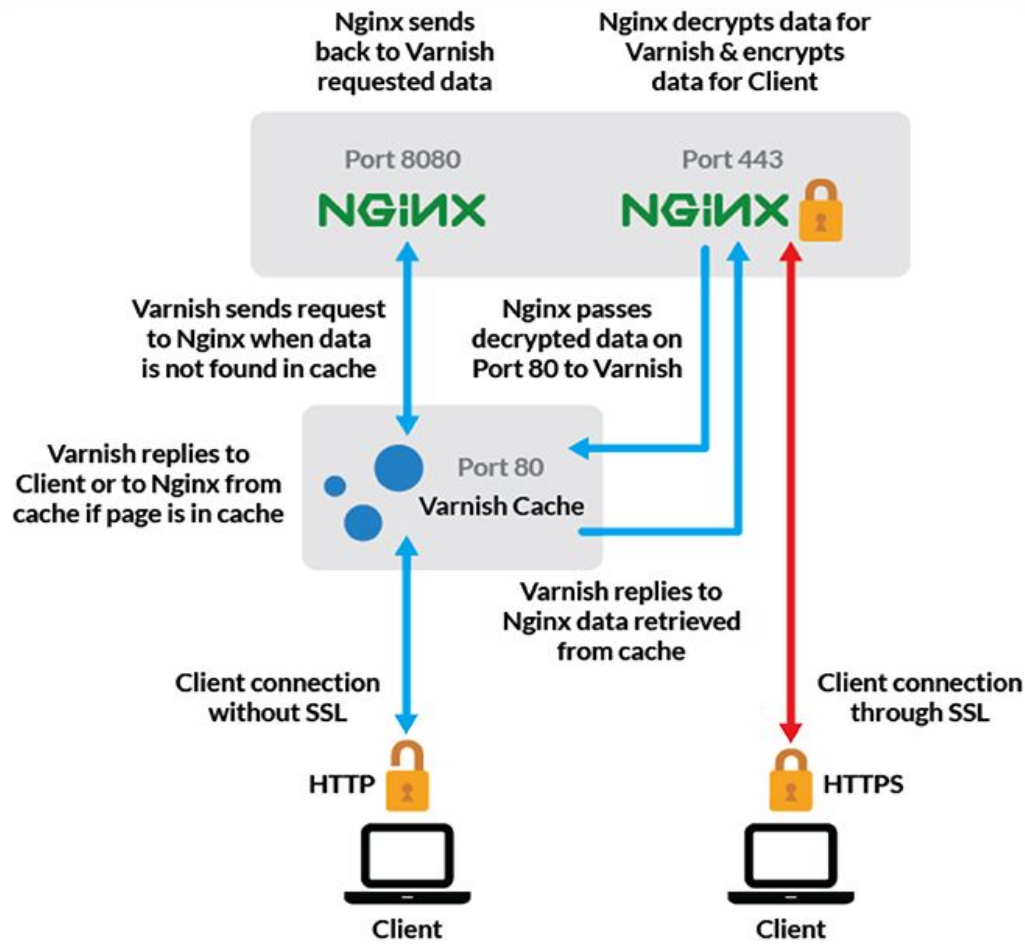 Nginx sends
back to Varnish
requested data
Nginx decrypts data for
Varnish & encrypts
data for Client
Port 8080
NGINX
Port 443
NGINX
Varnish sends request
to Nginx when data
is not found in cache
Nginx passes
decrypted data on
Port 80 to Varnish
Varnish replies to
Client or to Nginx from
cache if page is in cache
Port 80
Varnish Cache
Varnish replies to
Nginx data retrieved
from cache
Client connection
without SSL
Client connection
through SSL
HTTP
HTTPS
Client
Client